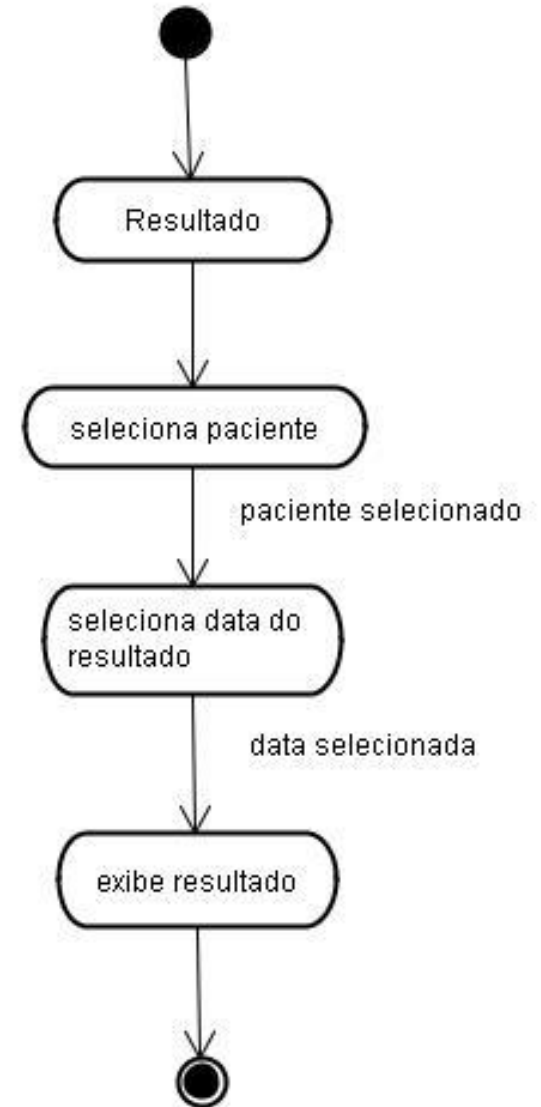 Resultado
seleciona paciente
paciente selecionado
seleciona data do
resultado
data selecionada
exibe resultado